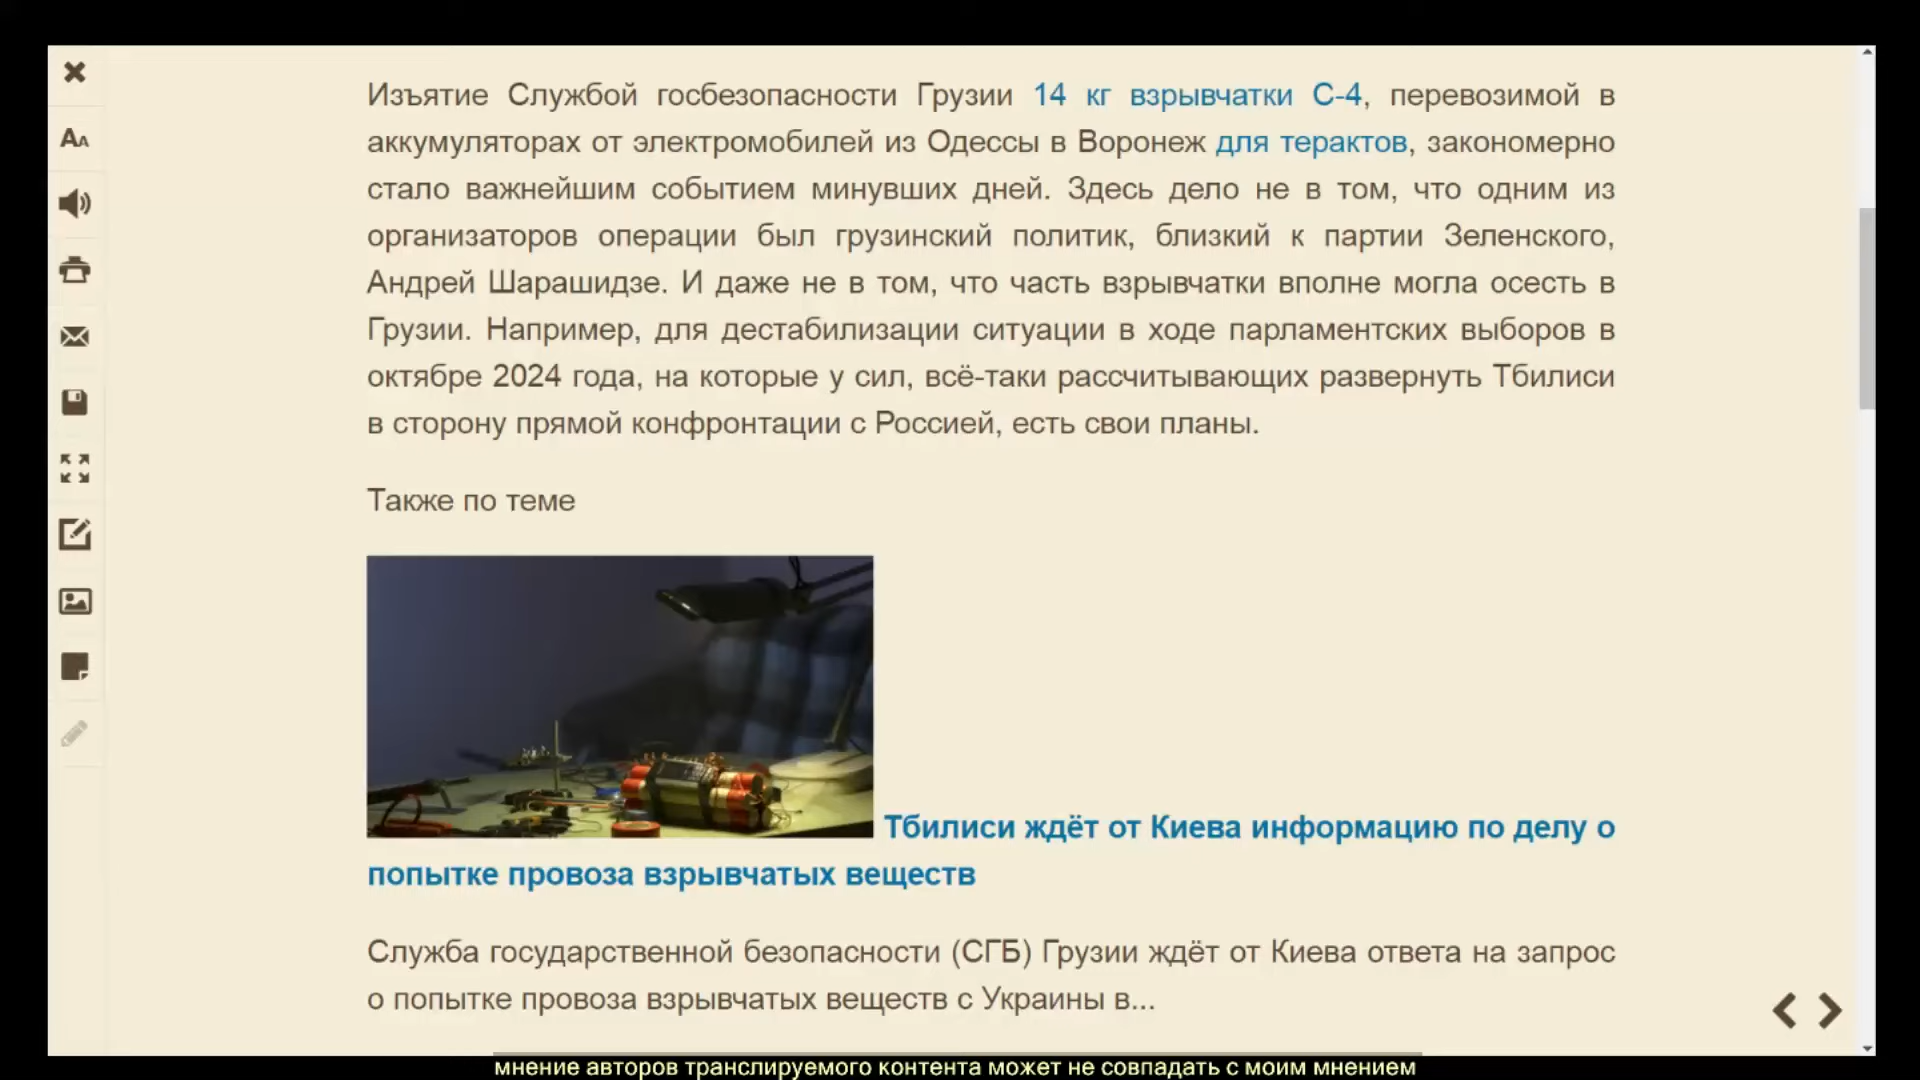 Изъятие Службой госбезопасности Грузии 14 кг взрывчатки С-4, перевозимой в
аккумуляторах от электромобилей из Одессы в Воронеж для терактов, закономерно
стало важнейшим событием минувших дней. Здесь дело не в том, что одним из
организаторов операции был грузинский политик, близкий к партии Зеленского,
Андрей Шарашидзе. И даже не в том, что часть взрывчатки вполне могла осесть в
Грузии. Например, для дестабилизации ситуации в ходе парламентских выборов в
октябре 2024 года, на которые у сил, всё-таки рассчитывающих развернуть Тбилиси
в сторону прямой конфронтации с Россией, есть свои планы.
Также по теме
Тбилиси ждёт от Киева информацию по делу о
попытке провоза взрывчатых веществ
Служба государственной безопасности (СГБ) Грузии ждёт от Киева ответа на запрос
о попытке провоза взрывчатых веществ с Украины в...
мнение авторов транслируемого контента может не совпадать с моим мнением